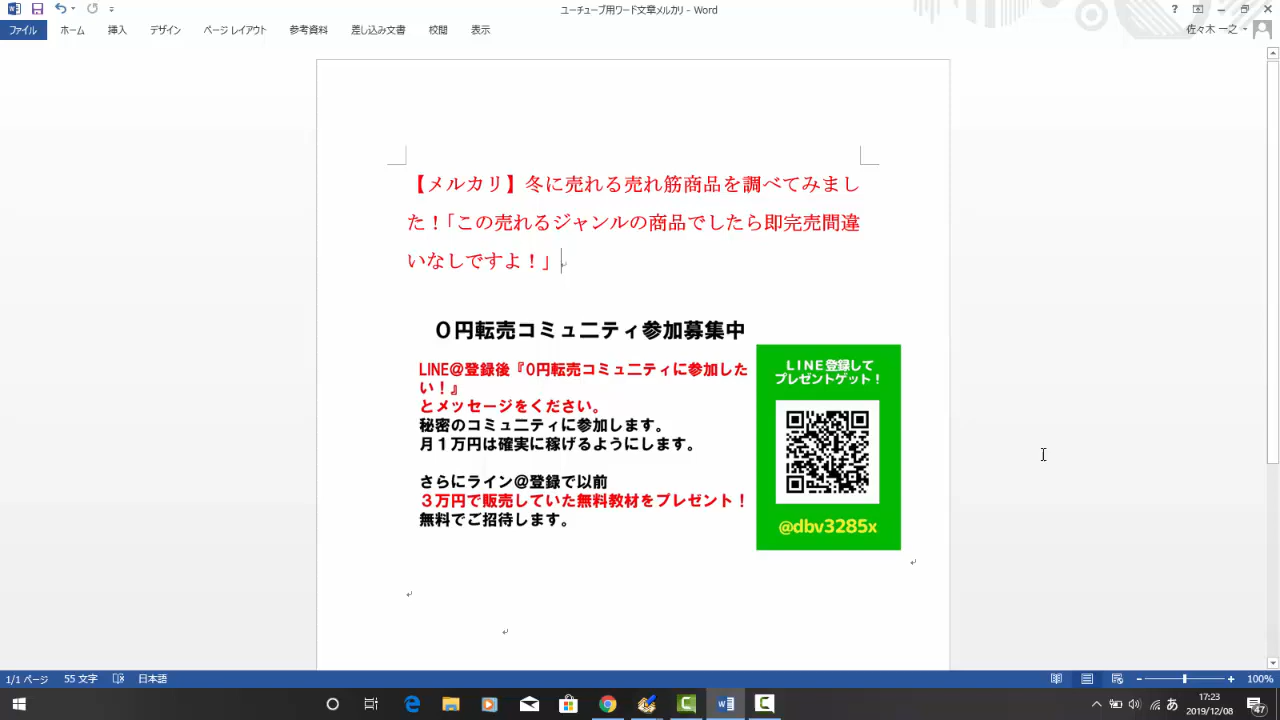 ユーチューブ用ワード文章メルカリ - Word
ファイル ホーム 挿入 デザイン ページ レイアウト 参考資料 差し込み文書 校閲 表示 佐々木 一之
【メルカリ】冬に売れる売れ筋商品を調べてみまし
た！「この売れるジャンルの商品でしたら即完売間違
いなしですよ！」
０円転売コミュ二ティ参加募集中
LINE@登録後『0円転売コミュ二ティに参加した
い！』
とメッセージをください。
秘密のコミュ二ティに参加します。
月１万円は確実に稼げるようにします。
さらにライン@登録で以前
３万円で販売していた無料教材をプレゼント！
無料でご招待します。
ＬＩＮＥ登録して
プレゼントゲット！
@dbv3285x
1/1 ページ 55 文字 日本語 100%
あ 17:23
2019/12/08
47